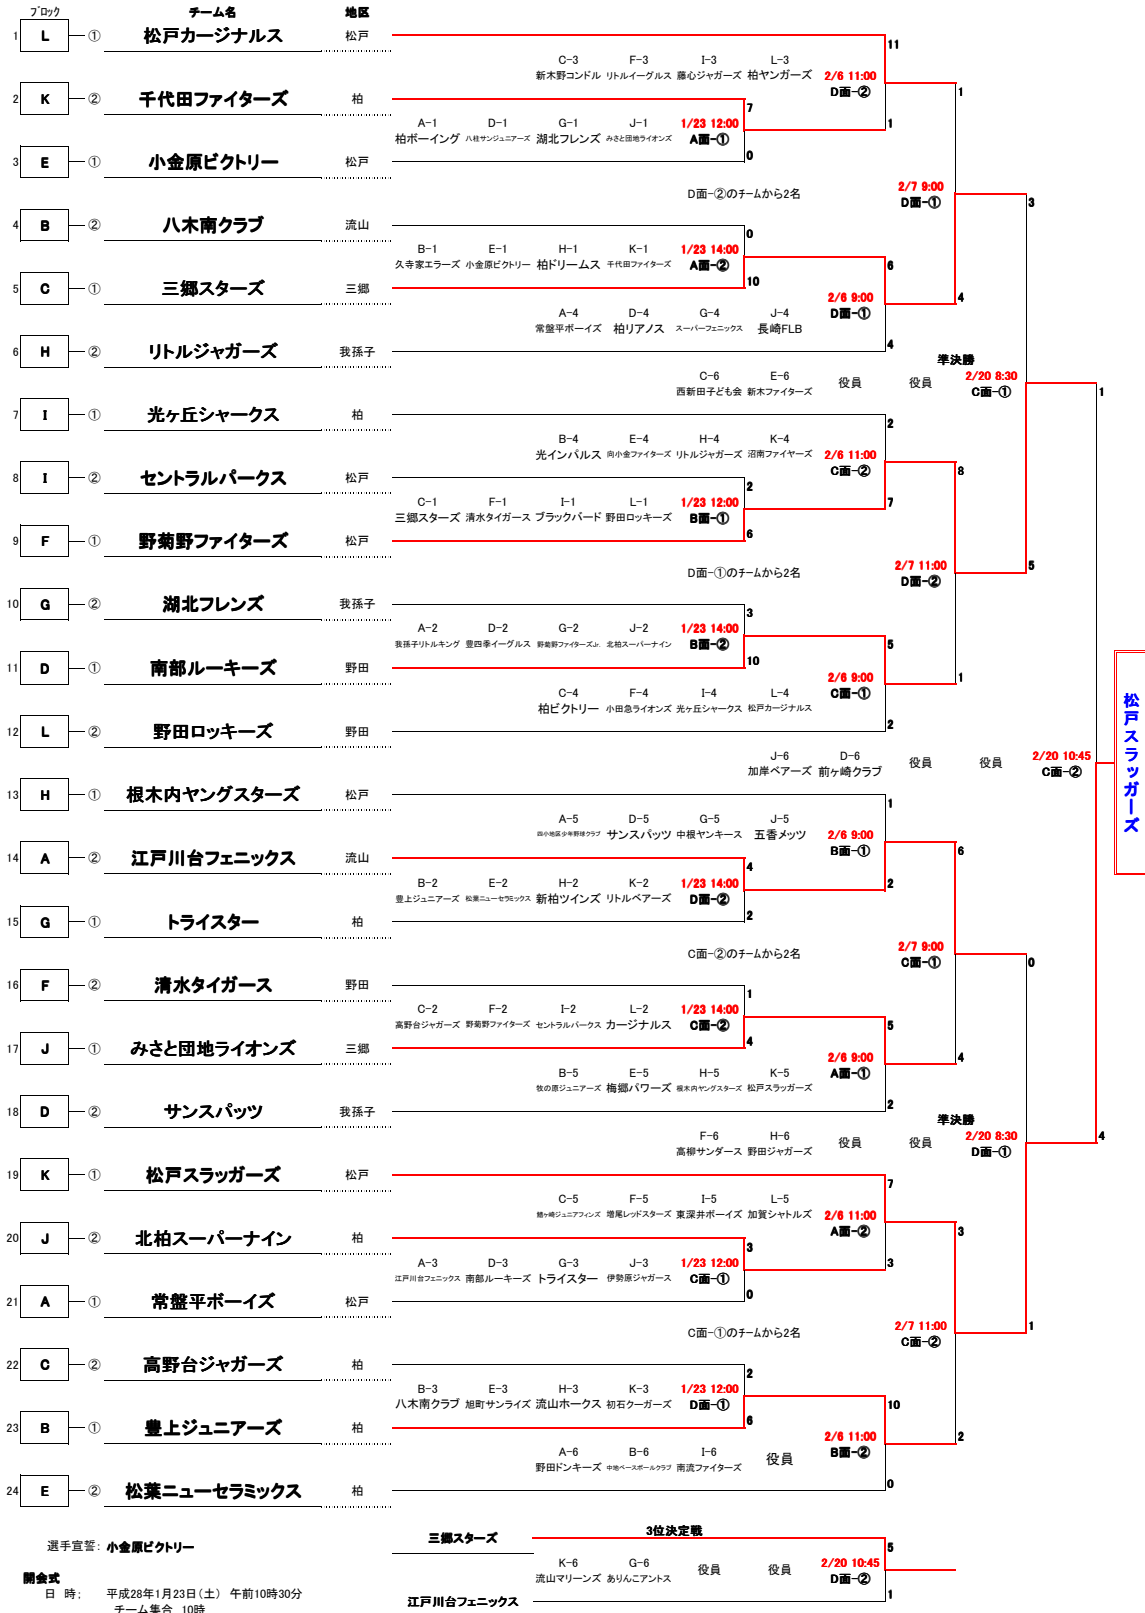 ブロック チーム名 地区
1 L ① 松戸カージナルス 松戸
11
C-3 F-3 I-3 L-3
新木野コンドル リトルイーグルス 藤心ジャガーズ 柏ヤンガーズ 2/6 11:00
D面-②
1
2 K ② 千代田ファイターズ 柏
7
A-1 D-1 G-1 J-1 1/23 12:00
柏ボーイング 八柱サンジュニアーズ 湖北フレンズ みさと団地ライオンズ A面-①
1
0
3 E ① 小金原ビクトリー 松戸
D面-②のチームから2名
2/7 9:00
D面-①
3
4 B ② 八木南クラブ 流山
0
B-1 E-1 H-1 K-1 1/23 14:00
久寺家エラーズ 小金原ビクトリー 柏ドリームス 千代田ファイターズ A面-②
6
10
5 C ① 三郷スターズ 三郷
2/6 9:00
D面-①
4
A-4 D-4 G-4 J-4
常盤平ボーイズ 柏リアノス スーパーフェニックス 長崎FLB
4
6 H ② リトルジャガーズ 我孫子
準決勝
C-6 E-6 役員 役員 2/20 8:30
西新田子ども会 新木ファイターズ C面-①
1
7 I ① 光ヶ丘シャークス 柏
2
B-4 E-4 H-4 K-4
光インパルス 向小金ファイターズ リトルジャガーズ 沼南ファイヤーズ 2/6 11:00
C面-②
8
8 I ② セントラルパークス 松戸
2
C-1 F-1 I-1 L-1 1/23 12:00
三郷スターズ 清水タイガース ブラックバード 野田ロッキーズ B面-①
7
6
9 F ① 野菊野ファイターズ 松戸
D面-①のチームから2名
2/7 11:00
D面-②
5
10 G ② 湖北フレンズ 我孫子
3
A-2 D-2 G-2 J-2 1/23 14:00
我孫子リトルキング 豊四季イーグルス 野菊野ファイターズJr. 北柏スーパーナイン B面-②
5
10
11 D ① 南部ルーキーズ 野田
2/6 9:00
C面-①
1
C-4 F-4 I-4 L-4
柏ビクトリー 小田急ライオンズ 光ヶ丘シャークス 松戸カージナルス
2
12 L ② 野田ロッキーズ 野田
J-6 D-6 役員 役員 2/20 10:45
加岸ベアーズ 前ヶ崎クラブ C面-②
松戸スラッガーズ
13 H ① 根木内ヤングスターズ 松戸
1
A-5 D-5 G-5 J-5
四小地区少年野球クラブ サンスパッツ 中根ヤンキース 五香メッツ 2/6 9:00
B面-①
6
14 A ② 江戸川台フェニックス 流山
4
B-2 E-2 H-2 K-2 1/23 14:00
豊上ジュニアーズ 松葉ニューセラミックス 新柏ツインズ リトルベアーズ D面-②
2
2
15 G ① トライスター 柏
C面-②のチームから2名
2/7 9:00
C面-①
0
16 F ② 清水タイガース 野田
1
C-2 F-2 I-2 L-2 1/23 14:00
高野台ジャガーズ 野菊野ファイターズ セントラルパークス カージナルス C面-②
5
4
17 J ① みさと団地ライオンズ 三郷
2/6 9:00
A面-①
4
B-5 E-5 H-5 K-5
牧の原ジュニアーズ 梅郷パワーズ 根木内ヤングスターズ 松戸スラッガーズ
2
18 D ② サンスパッツ 我孫子
準決勝
F-6 H-6 役員 役員 2/20 8:30
高柳サンダース 野田ジャガーズ D面-①
4
19 K ① 松戸スラッガーズ 松戸
7
C-5 F-5 I-5 L-5
鰭ヶ崎ジュニアフィンズ 増尾レッドスターズ 東深井ボーイズ 加賀シャトルズ 2/6 11:00
A面-②
3
20 J ② 北柏スーパーナイン 柏
3
A-3 D-3 G-3 J-3 1/23 12:00
江戸川台フェニックス 南部ルーキーズ トライスター 伊勢原ジャガース C面-①
3
0
21 A ① 常盤平ボーイズ 松戸
C面-①のチームから2名
2/7 11:00
C面-②
1
22 C ② 高野台ジャガーズ 柏
2
B-3 E-3 H-3 K-3 1/23 12:00
八木南クラブ 旭町サンライズ 流山ホークス 初石クーガーズ D面-①
10
6
23 B ① 豊上ジュニアーズ 柏
2/6 11:00
B面-②
2
A-6 B-6 I-6 役員
野田ドンキーズ 中地ベースボールクラブ 南流ファイターズ
0
24 E ② 松葉ニューセラミックス 柏
選手宣誓: 小金原ビクトリー
三郷スターズ 3位決定戦
5
K-6 G-6 役員 役員 2/20 10:45
流山マリーンズ ありんこアントス D面-②
1
江戸川台フェニックス
開会式
日 時: 平成28年1月23日(土) 午前10時30分
チーム集合 10時